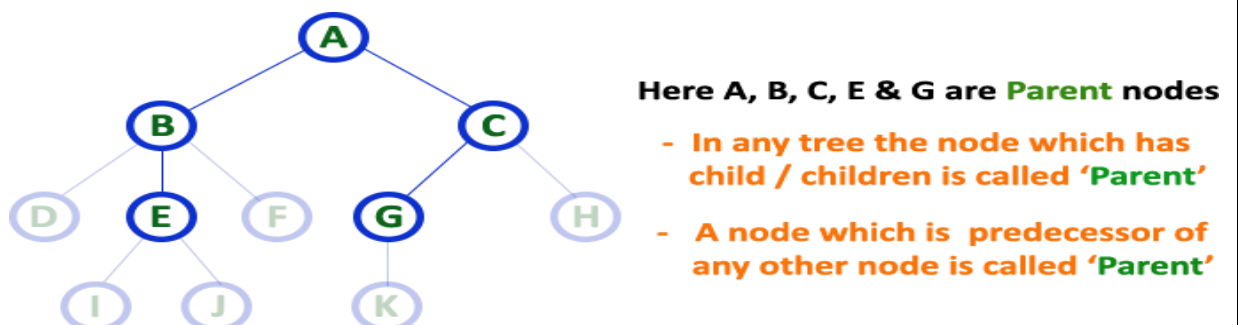 A
B
C
D
E
F
G
H
I
J
K
Here A, B, C, E & G are Parent nodes
- In any tree the node which has
child / children is called ‘Parent’
- A node which is predecessor of
any other node is called ‘Parent’